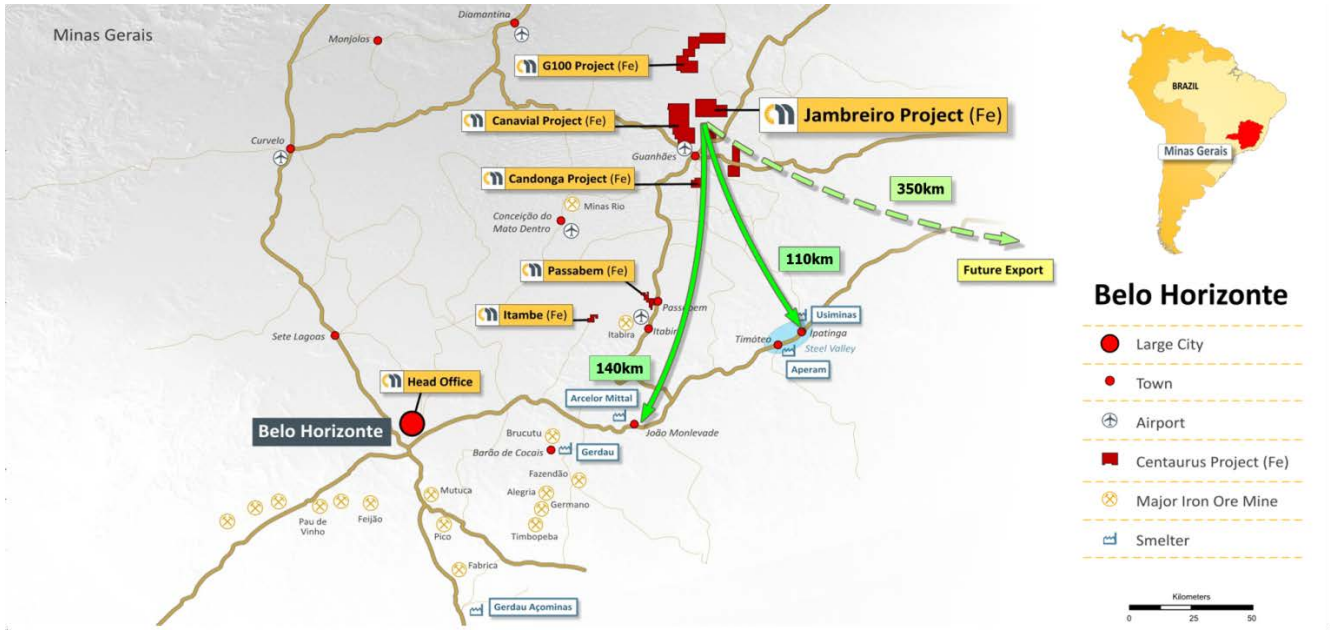 Minas Gerais
Diamantina
Monjolos
G100 Project (Fe)
Jambreiro Project (Fe)
Canavial Project (Fe)
Curvelo
Guanhães
Candonga Project (Fe)
Minas Rio
Conceição do
Mato Dentro
350km
110km
Future Export
Passabem (Fe)
Passabem
Itambe (Fe)
Itabira
Itabir
Usiminas
Ipatinga
Timóteo
Steel Valley
Aperam
Sete Lagoas
140km
Head Office
Arcelor Mittal
Belo Horizonte
João Monlevade
Brucutu
Barão de Cocais
Gerdau
Fazendão
Mutuca
Alegria
Germano
Pau de
Vinho
Feijão
Pico
Timbopeba
Fabrica
Gerdau Açominas
BRAZIL
Minas Gerais
Belo Horizonte
Large City
Town
Airport
Centaurus Project (Fe)
Major Iron Ore Mine
Smelter
Kilometers
0 25 50